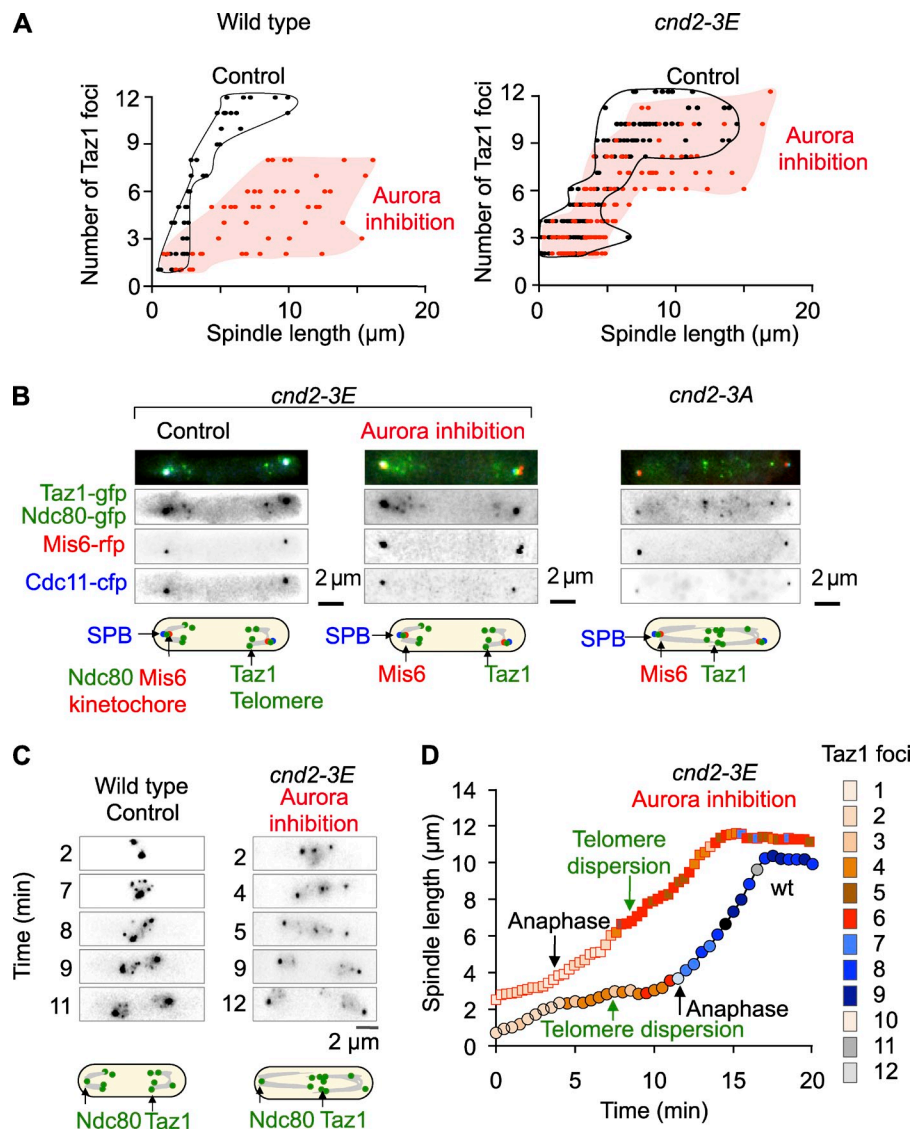 A
Wild type
cnd2-3E
Control
Control
Number of Taz1 foci
12
9
6
3
0
Aurora
inhibition
0
10
20
Spindle length (µm)
Number of Taz1 foci
12
9
6
3
0
Aurora
inhibition
0
10
20
Spindle length (µm)
B
cnd2-3E
cnd2-3A
Control
Aurora inhibition
Taz1-gfp
Ndc80-gfp
Mis6-rfp
Cdc11-cfp
2 µm
2 µm
2 µm
SPB
Ndc80 Mis6
kinetochore
Taz1
Telomere
SPB
Mis6
Taz1
SPB
Mis6
Taz1
C
Wild type
Control
cnd2-3E
Aurora
inhibition
Time (min)
2
7
8
9
11
2
4
5
9
12
2 µm
Ndc80 Taz1
Ndc80 Taz1
D
cnd2-3E
Aurora inhibition
Taz1 foci
Spindle length (µm)
14
12
10
8
6
4
2
0
Telomere
dispersion
Anaphase
wt
Anaphase
Telomere dispersion
0
5
10
15
20
Time (min)
1
2
3
4
5
6
7
8
9
10
11
12